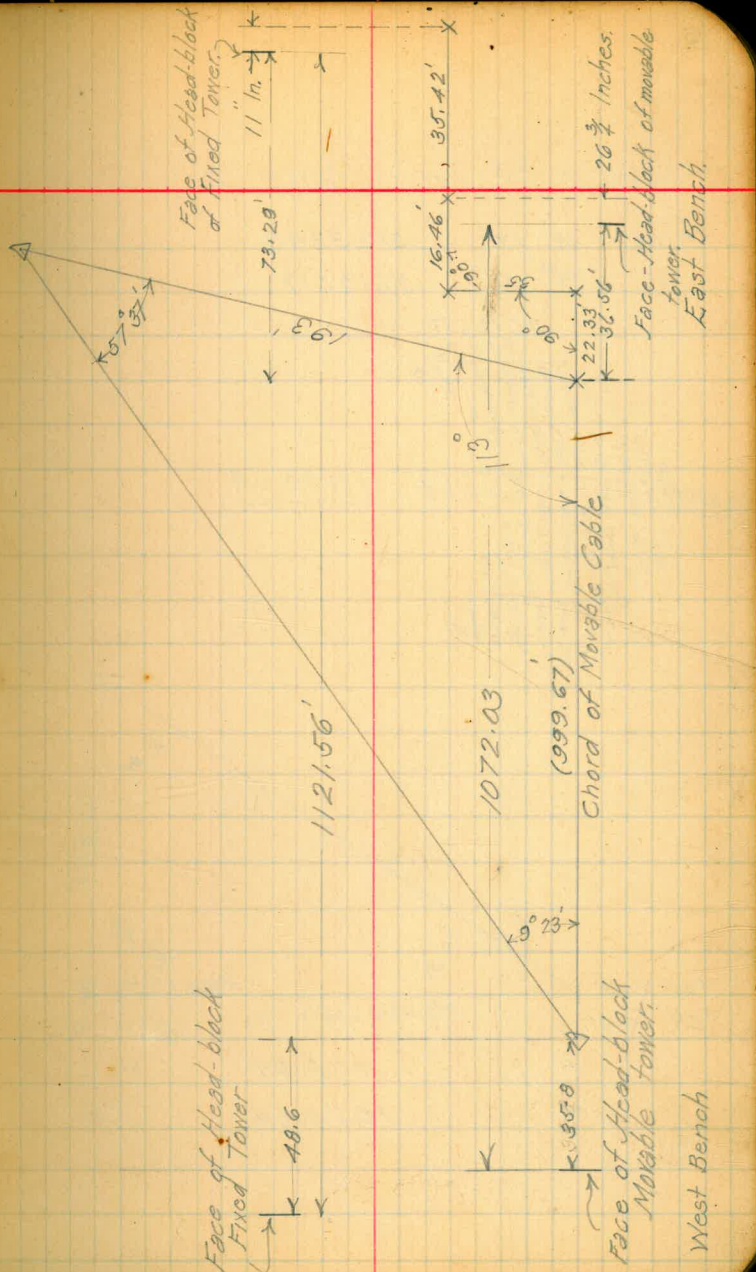 Face of Head-block
of Fixed Tower.
11 in.
73.29'
35.42'
16.46'
90°
26 3/4 Inches.
Face-Head-block of movable
tower.
East Bench.
90°
22.33'
36.56'
57° 37'
193'
113°
Chord of Movable Cable
(999.67)'
1072.03
1121.56'
9° 23'
Face of Head-block
Fixed Tower
48.6
35.8
Face of Head-block
Movable tower.
West Bench